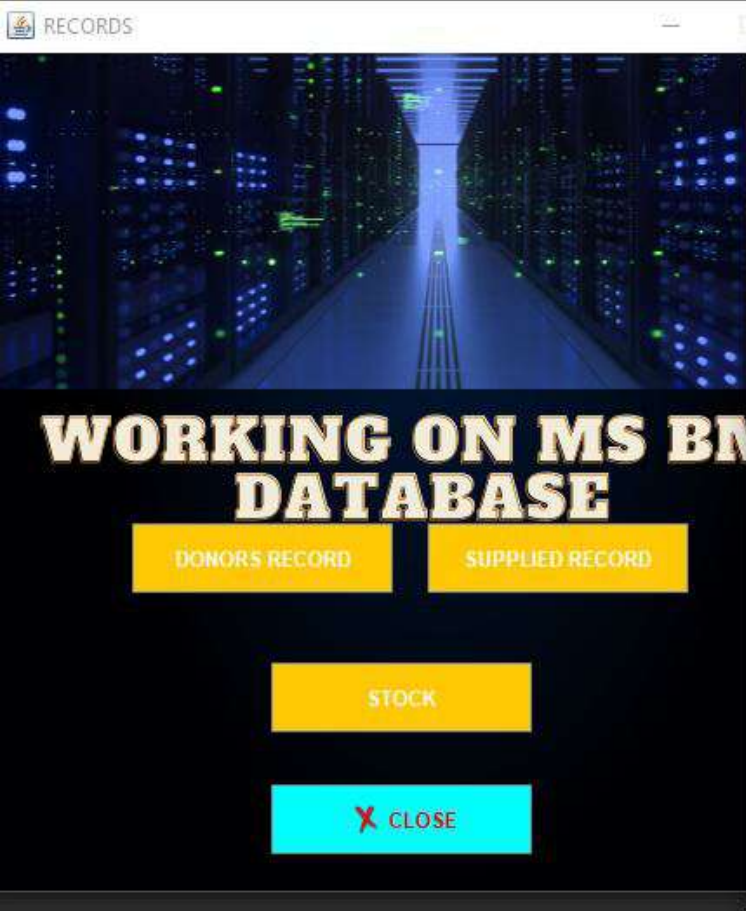 RECORDS
WORKING ON MS
DATABASE
DONORS RECORD
SUPPLIED RECORD
STOCK
X CLOSE